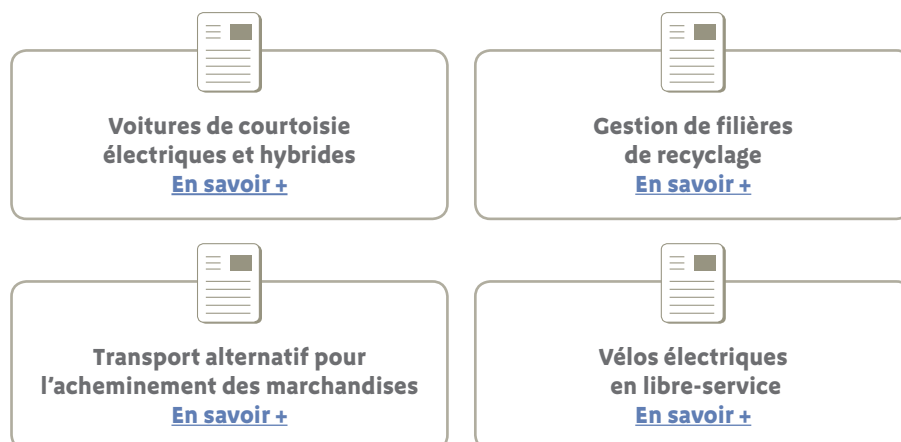 Voitures de courtoisie
électriques et hybrides
En savoir +
Gestion de filières
de recyclage
En savoir +
Transport alternatif pour
l'acheminement des marchandises
En savoir +
Vélos électriques
en libre-service
En savoir +